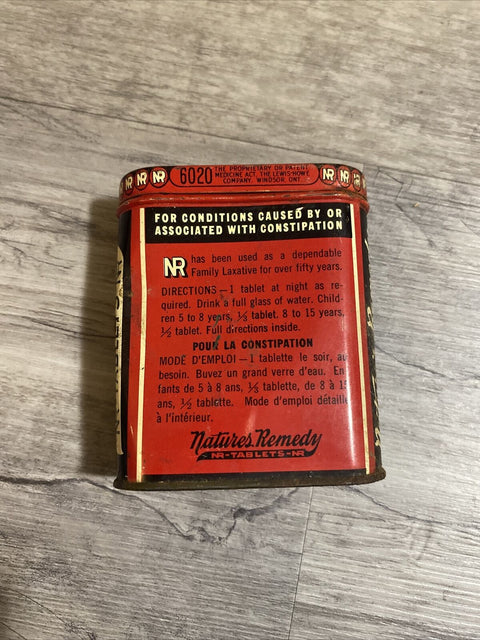 NR NR NR 6020 THE PROPRIETARY OR PATENT NR NR NR
MEDICINE ACT. THE LEWIS-HOWE
COMPANY, WINDSOR, ONT.
FOR CONDITIONS CAUSED BY OR
ASSOCIATED WITH CONSTIPATION
NR has been used as a dependable
Family Laxative for over fifty years.
DIRECTIONS—1 tablet at night as re-
quired. Drink a full glass of water. Child-
ren 5 to 8 years, ½ tablet. 8 to 15 years,
½ tablet. Full directions inside.
POUR LA CONSTIPATION
MODE D'EMPLOI — 1 tablette le soir, au
besoin. Buvez un grand verre d'eau. En-
fants de 5 à 8 ans, ½ tablette, de 8 à 15
ans, ½ tablette. Mode d'emploi détaillé
à l'intérieur.
Nature's Remedy
NR-TABLETS-NR